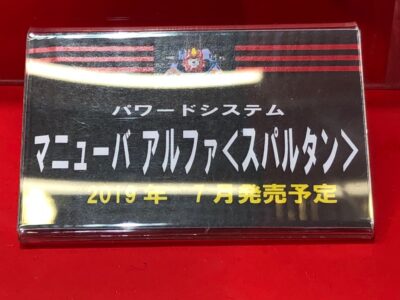 パワードシステム
マニューバ アルファ<スパルタン>
2019年 7月発売予定